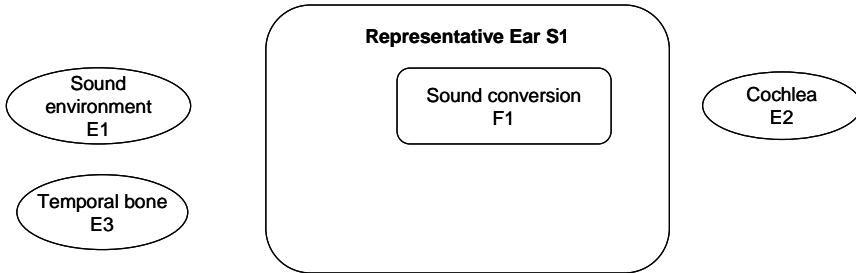 Representative Ear S1
Sound
environment
E1
Sound conversion
F1
Cochlea
E2
Temporal bone
E3